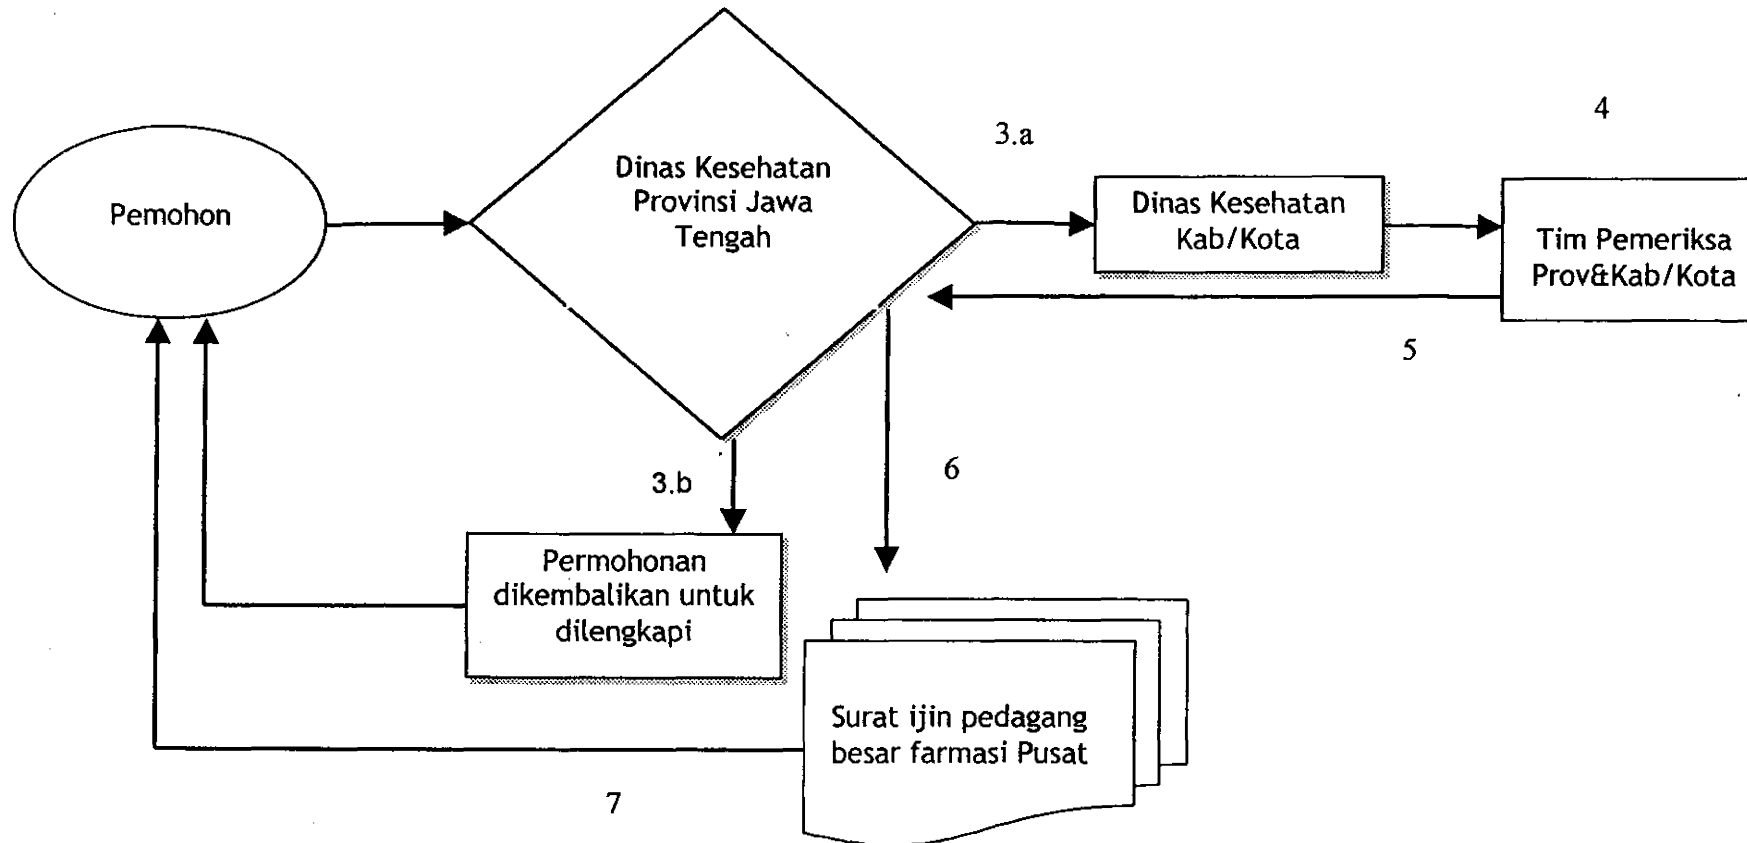 Pemohon
Dinas Kesehatan
Provinsi Jawa
Tengah
3.a
Dinas Kesehatan
Kab/Kota
4
Tim Pemeriksa
Prov&Kab/Kota
5
6
3.b
Permohonan
dikembalikan untuk
dilengkapi
Surat ijin pedagang
besar farmasi Pusat
7